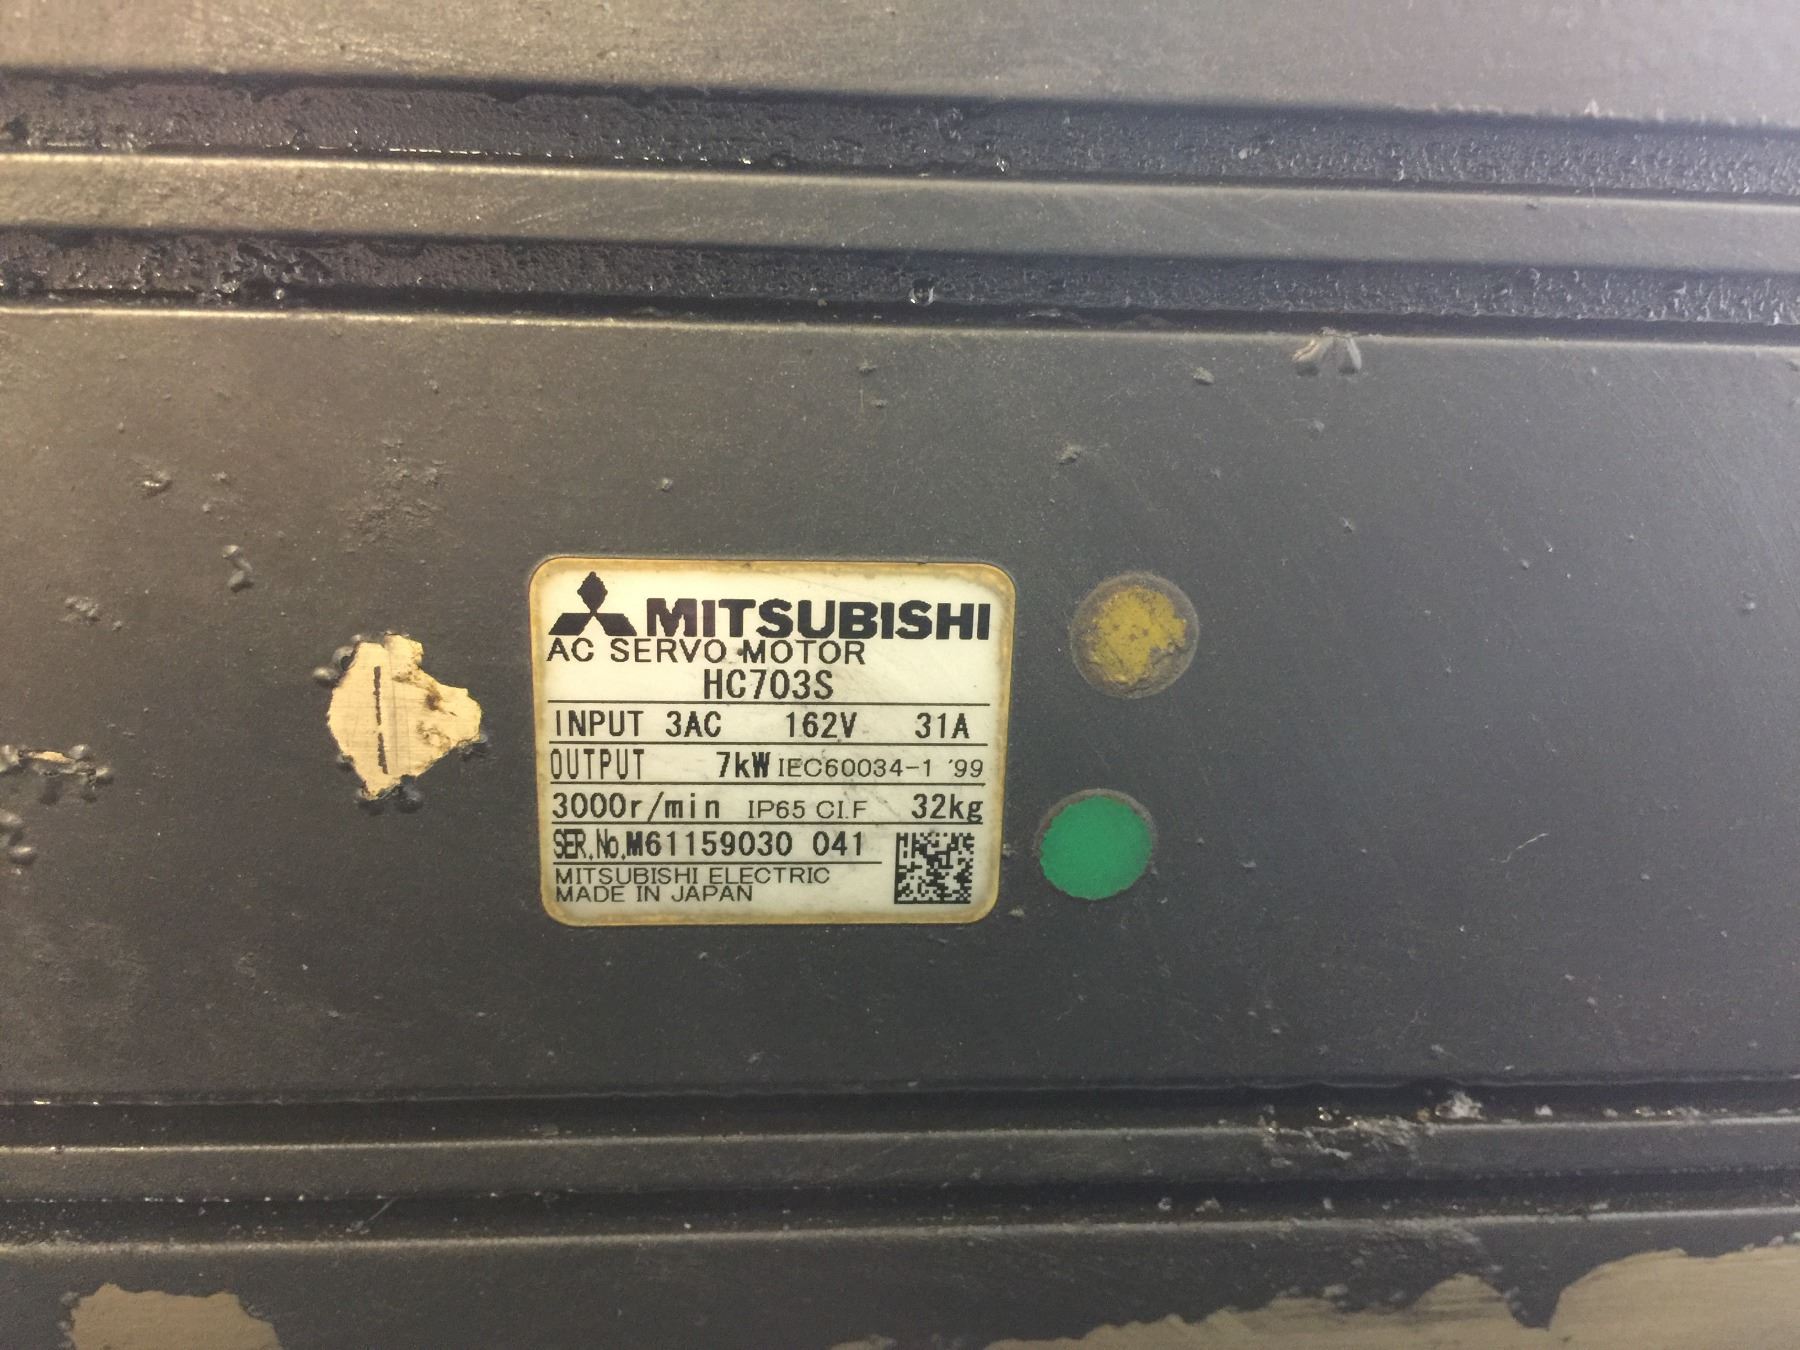 MITSUBISHI
AC SERVO MOTOR
HC703S
INPUT 3AC 162V 31A
OUTPUT 7kW IEC60034-1 '99
3000r/min IP65 CI.F 32kg
SER.No.M61159030 041
MITSUBISHI ELECTRIC
MADE IN JAPAN